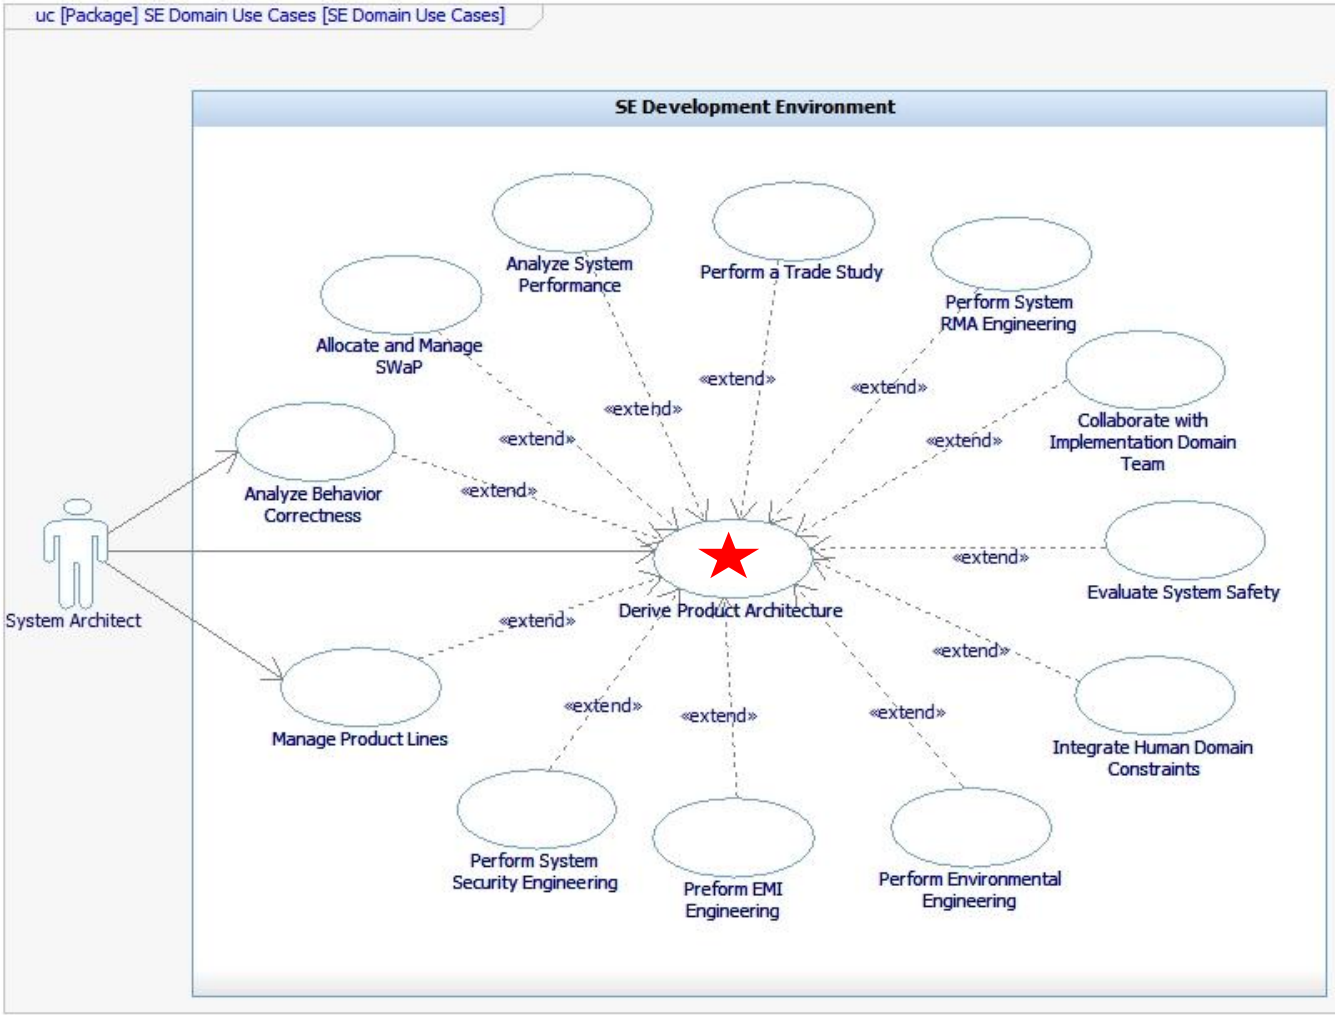 uc [Package] SE Domain Use Cases [SE Domain Use Cases]
SE Development Environment
Analyze System
Performance
Perform a Trade Study
Perform System
RMA Engineering
Allocate and Manage
SWaP
Collaborate with
Implementation Domain
Team
Analyze Behavior
Correctness
Evaluate System Safety
System Architect
Derive Product Architecture
Manage Product Lines
Integrate Human Domain
Constraints
Perform System
Security Engineering
Preform EMI
Engineering
Perform Environmental
Engineering
«extend»
«extend»
«extend»
«extend»
«extend»
«extend»
«extend»
«extend»
«extend»
«extend»
«extend»
«extend»